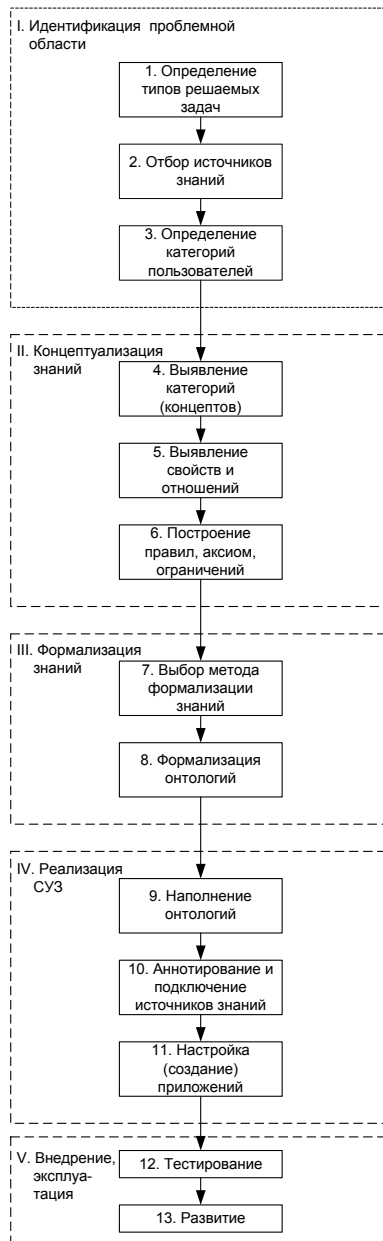 I. Идентификация проблемной
области
1. Определение
типов решаемых
задач
2. Отбор источников
знаний
3. Определение
категорий
пользователей
II. Концептуализация
знаний
4. Выявление
категорий
(концептов)
5. Выявление
свойств и
отношений
6. Построение
правил, аксиом,
ограничений
III. Формализация
знаний
7. Выбор метода
формализации
знаний
8. Формализация
онтологий
IV. Реализация
СУЗ
9. Наполнение
онтологий
10. Аннотирование и
подключение
источников знаний
11. Настройка
(создание)
приложений
V. Внедрение,
эксплуа-
тация
12. Тестирование
13. Развитие